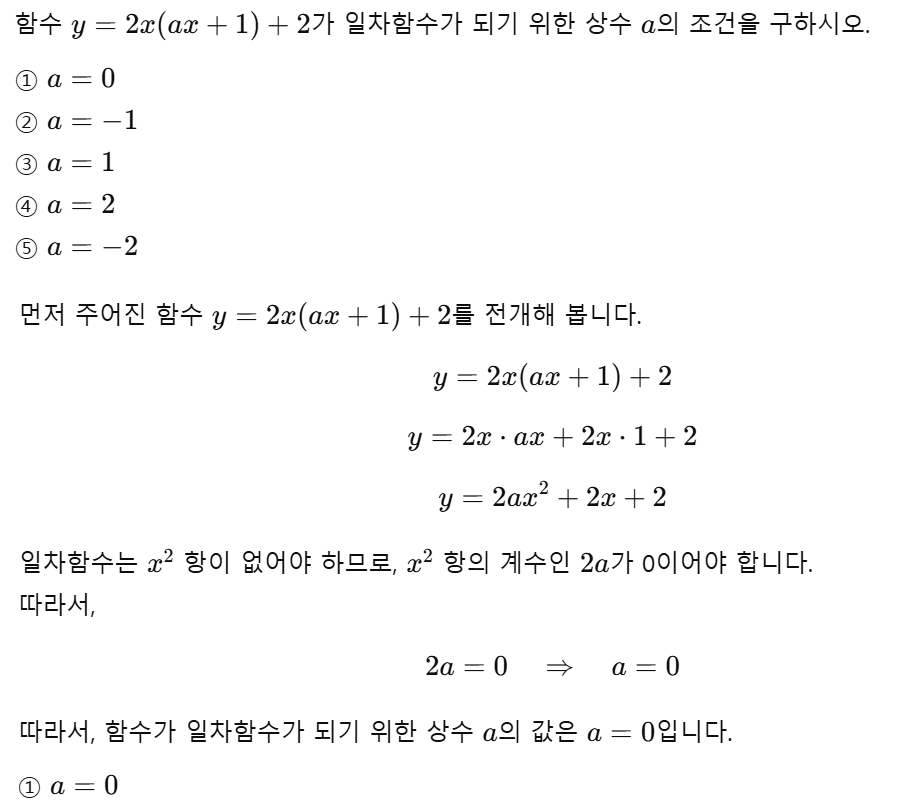 함수 y = 2x(ax + 1) + 2가 일차함수가 되기 위한 상수 a의 조건을 구하시오.
① a = 0
② a = −1
③ a = 1
④ a = 2
⑤ a = −2
먼저 주어진 함수 y = 2x(ax + 1) + 2를 전개해 봅니다.
y = 2x(ax + 1) + 2
y = 2x · ax + 2x · 1 + 2
y = 2ax² + 2x + 2
일차함수는 x² 항이 없어야 하므로, x² 항의 계수인 2a가 0이어야 합니다.
따라서,
2a = 0 ⇒ a = 0
따라서, 함수가 일차함수가 되기 위한 상수 a의 값은 a = 0입니다.
① a = 0